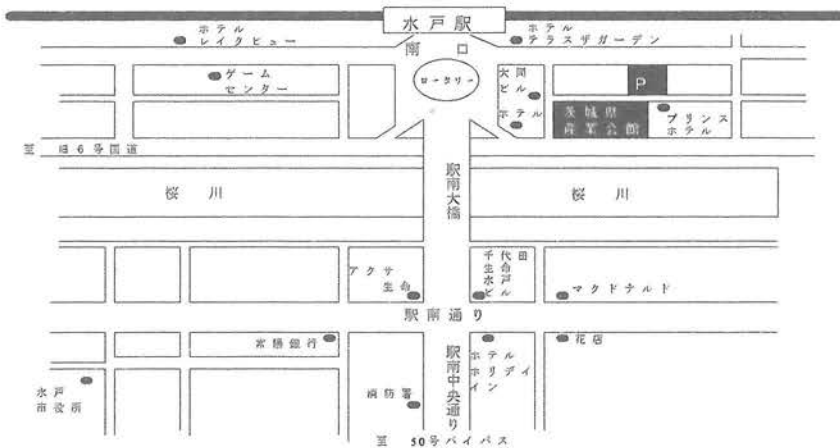 水戸駅
ホテル
レイクビュー
ホテル
テラスザガーデン
南口
ゲーム
センター
ロータリー
大同
ビル
ホテル
P
茨城県
産業会館
プリンス
ホテル
至 旧6号国道
桜川
駅南大橋
桜川
アクサ
生命
千代田
生命
水戸
ビル
マクドナルド
駅南通り
常陽銀行
花店
駅南中央通り
ホテル
ホリデイ
イン
水戸
市役所
消防署
至 50号バイパス